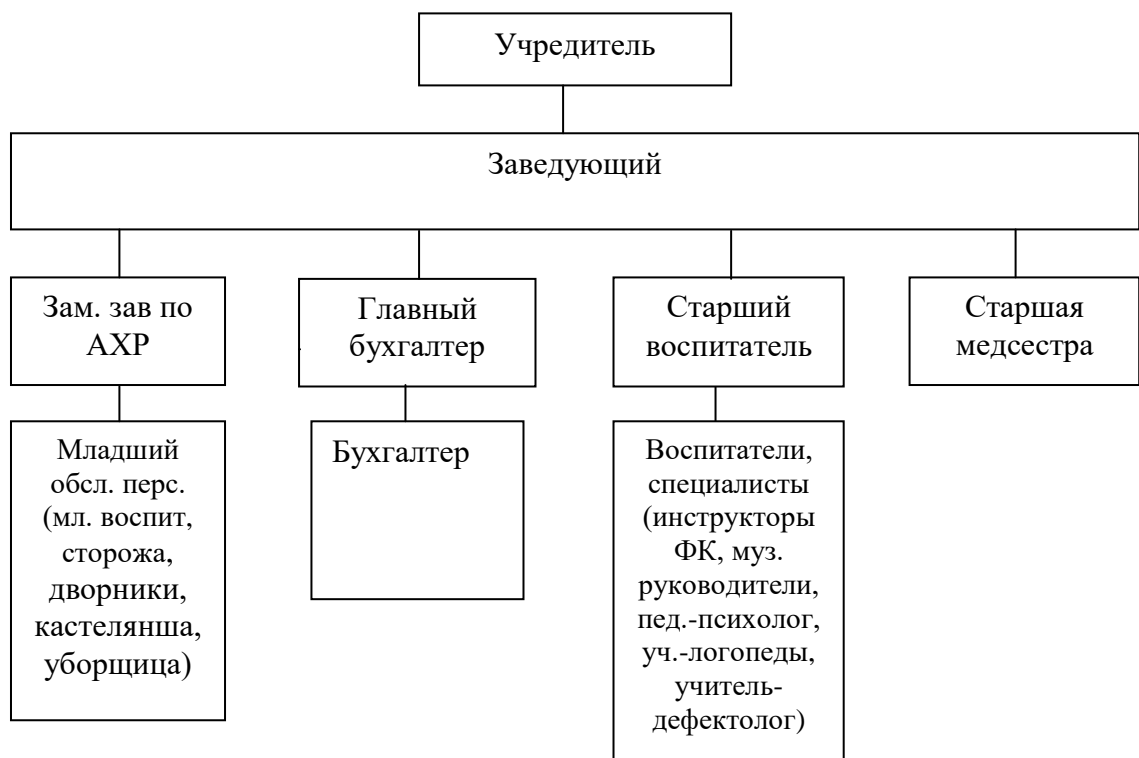 Учредитель
Заведующий
Зам. зав по
АХР
Главный
бухгалтер
Старший
воспитатель
Старшая
медсестра
Младший
обсл. перс.
(мл. воспит,
сторожа,
дворники,
кастелянша,
уборщица)
Бухгалтер
Воспитатели,
специалисты
(инструкторы
ФК, муз.
руководители,
пед.-психолог,
уч.-логопеды,
учитель-
дефектолог)